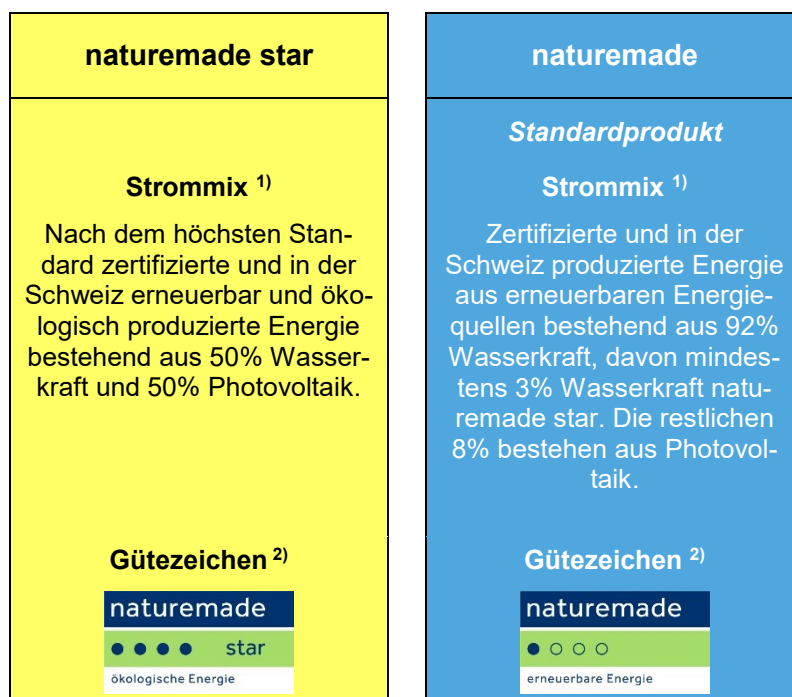 naturemade star
Strommix 1)
Nach dem höchsten Stan-
dard zertifizierte und in der
Schweiz erneuerbar und öko-
logisch produzierte Energie
bestehend aus 50% Wasser-
kraft und 50% Photovoltaik.
Gütezeichen 2)
naturemade
star
ökologische Energie
naturemade
Standardprodukt
Strommix 1)
Zertifizierte und in der
Schweiz produzierte Energie
aus erneuerbaren Energie-
quellen bestehend aus 92%
Wasserkraft, davon mindes-
tens 3% Wasserkraft natu-
remade star. Die restlichen
8% bestehen aus Photovol-
taik.
Gütezeichen 2)
naturemade
erneuerbare Energie